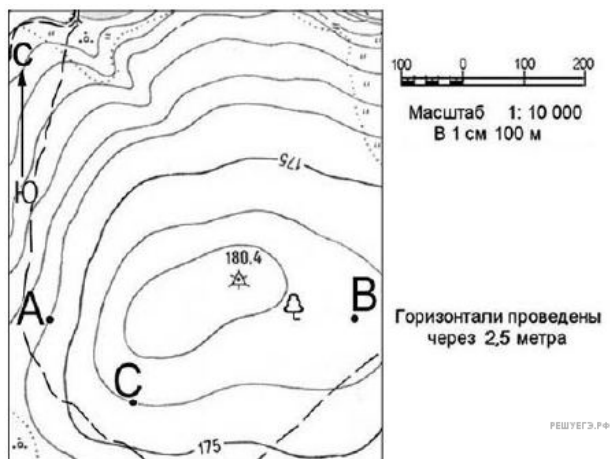 С
Ю
175
180,4
А
В
С
175
100 0 100 200
Масштаб 1: 10 000
В 1 см 100 м
Горизонтали проведены
через 2,5 метра
РЕШУЕГЭ.РФ